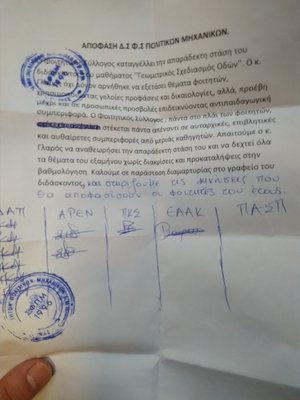 ΑΠΟΦΑΣΗ Δ.Σ Φ.Σ ΠΟΛΙΤΙΚΩΝ ΜΗΧΑΝΙΚΩΝ.
Σύλλογος καταγγέλλει την απαράδεκτη στάση του
μαθήματος "Γεωμετρικός Σχεδιασμός Οδών". Ο κ.
όχι μόνον αρνήθηκε να εξετάσει θέματα φοιτητών,
γελοίες προφάσεις και δικαιολογίες, αλλά, προέβη
μέχρι και σε προσωπικές προσβολές επιδεικνύοντας αντιπαιδαγωγική
συμπεριφορά. Ο Φοιτητικός Σύλλογος, πάντα στο πλάι των φοιτητών,
στέκεται πάντα απέναντι σε αυταρχικές, επιβλητικές
και αυθαίρετες συμπεριφορές από μεριάς καθηγητών. Απαιτούμε ο κ.
Γλαρός να αναθεωρήσει την απαράδεκτη στάση του και να δεχτεί όλα
τα θέματα του εξαμήνου χωρίς διακρίσεις και προκαταλήψεις στην
βαθμολόγηση. Καλούμε σε παράσταση διαμαρτυρίας στο γραφείο του
διδάσκοντος, και στηρίζουμε τις κινήσεις που
θα αποφασίσουν οι φοιτητές του έτους.
ΔΑΠ ΑΡΕΝ ΠΚΣ ΕΑΑΚ ΠΑΣΠ
1996